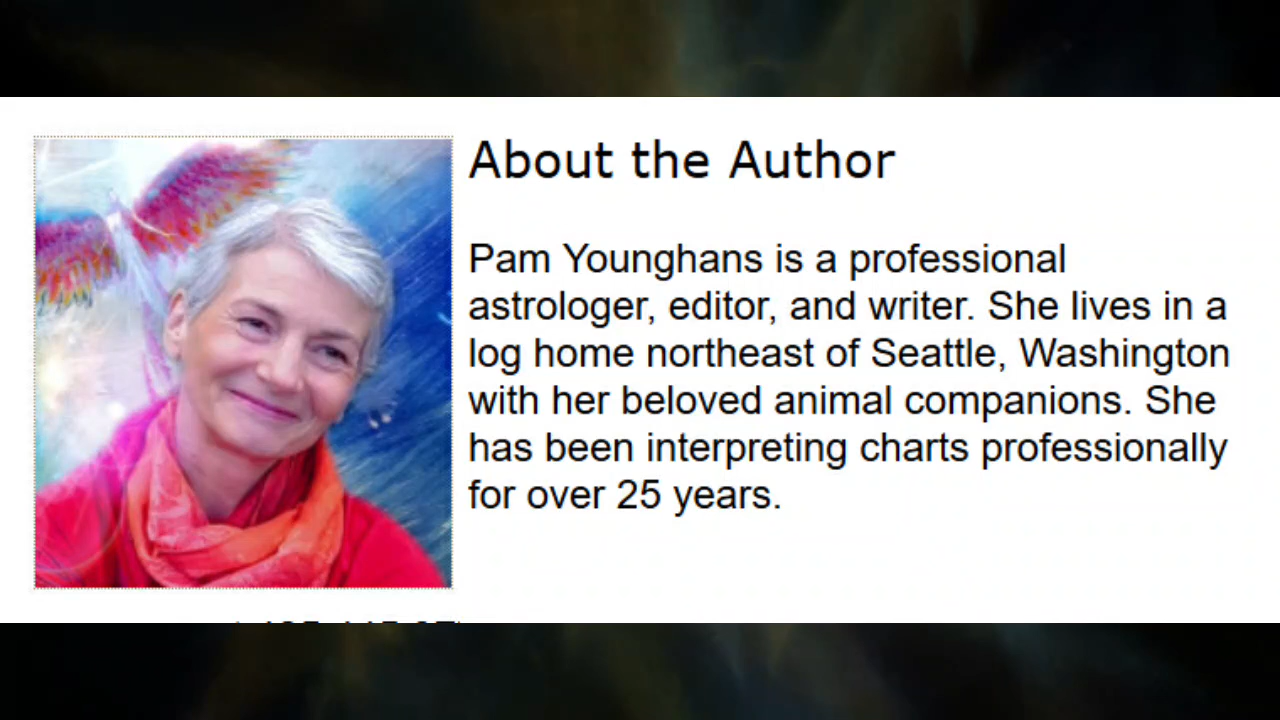 About the Author
Pam Younghans is a professional
astrologer, editor, and writer. She lives in a
log home northeast of Seattle, Washington
with her beloved animal companions. She
has been interpreting charts professionally
for over 25 years.